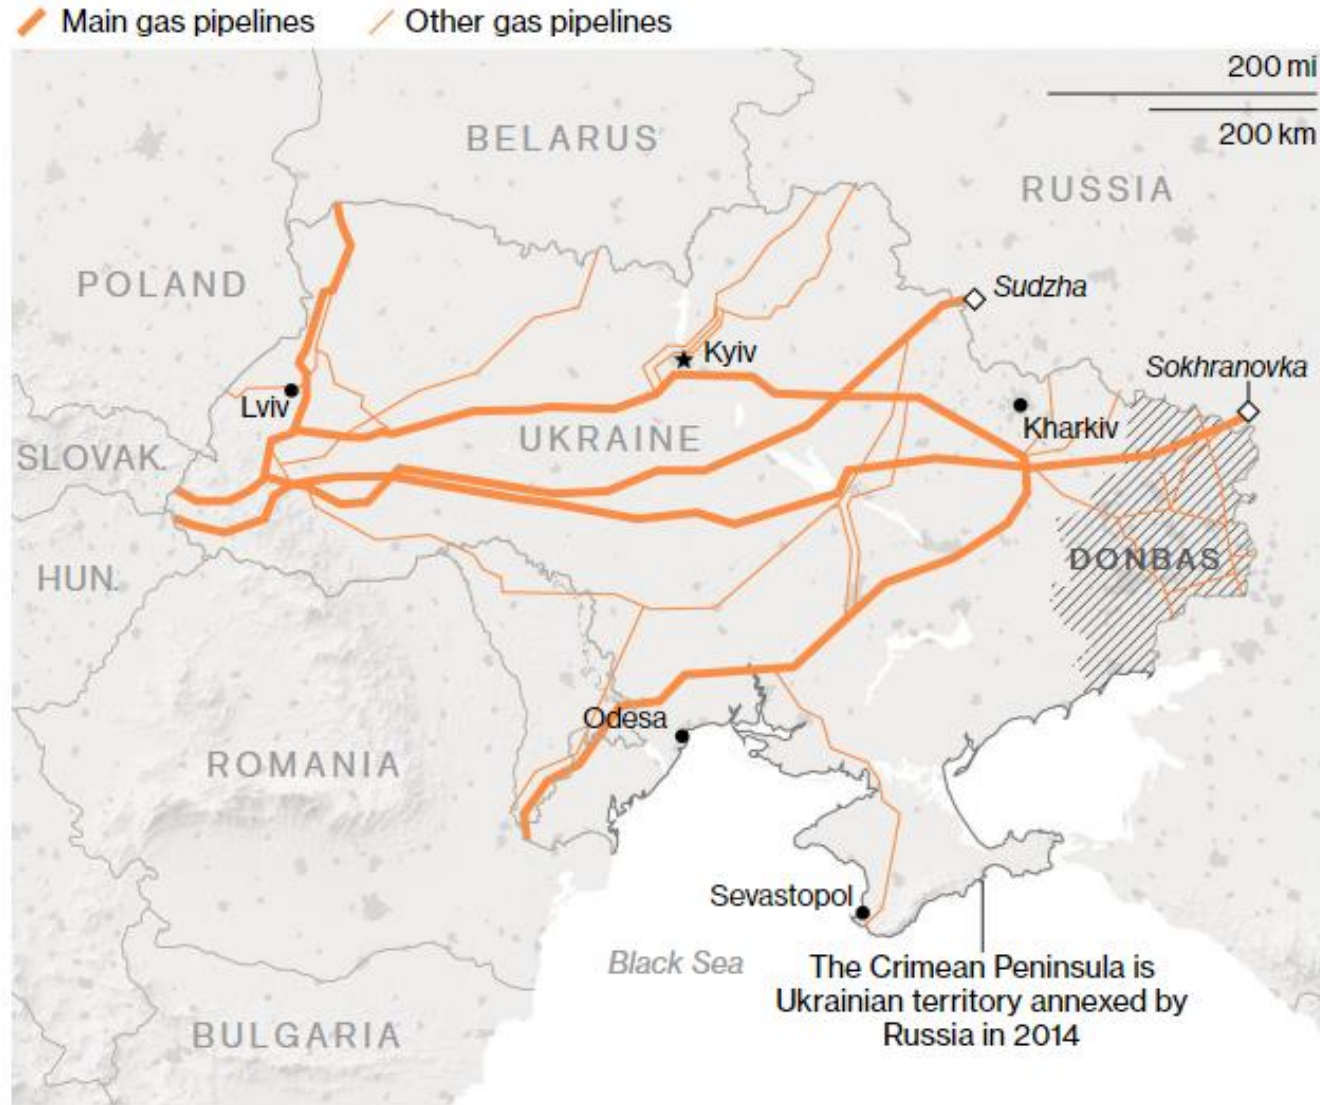 Main gas pipelines
Other gas pipelines
200 mi
200 km
BELARUS
RUSSIA
POLAND
Sudzha
Kyiv
Sokhranovka
Lviv
Kharkiv
UKRAINE
SLOVAK.
DONBAS
HUN.
Odesa
ROMANIA
Sevastopol
Black Sea
The Crimean Peninsula is
Ukrainian territory annexed by
Russia in 2014
BULGARIA